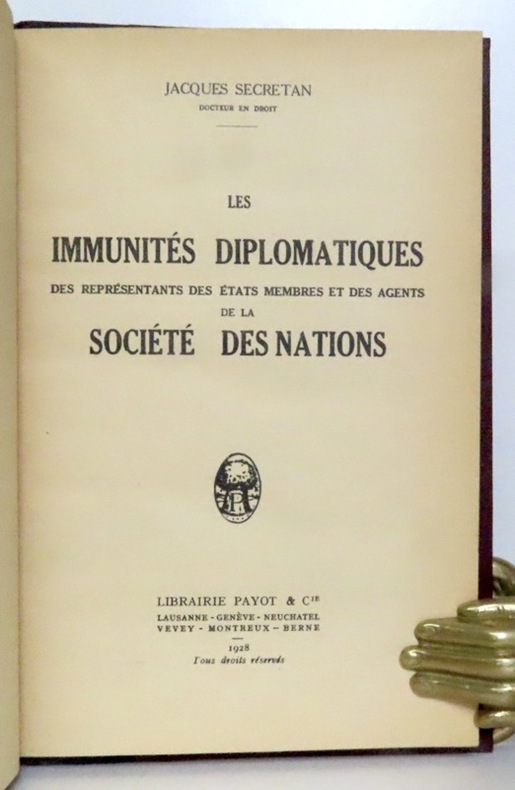 JACQUES SECRETAN
DOCTEUR EN DROIT
LES
IMMUNITÉS DIPLOMATIQUES
DES REPRÉSENTANTS DES ÉTATS MEMBRES ET DES AGENTS
DE LA
SOCIÉTÉ DES NATIONS
P
LIBRAIRIE PAYOT & CIE
LAUSANNE - GENÈVE - NEUCHATEL
VEVEY - MONTREUX - BERNE
1928
Tous droits réservés